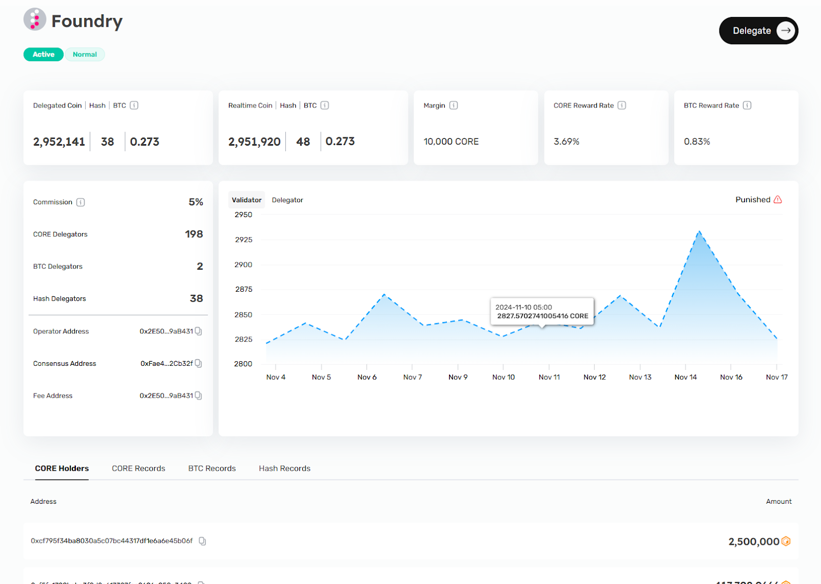 Foundry
Delegate
Active Normal
Delegated Coin | Hash | BTC
2,952,141 38 0.273
Realtime Coin | Hash | BTC
2,951,920 48 0.273
Margin
10,000 CORE
CORE Reward Rate
3.69%
BTC Reward Rate
0.83%
Commission 5%
CORE Delegators 198
BTC Delegators 2
Hash Delegators 38
Operator Address 0x2E50...9aB431
Consensus Address 0xFae4...2Cb32f
Fee Address 0x2E50...9aB431
Validator Delegator Punished
2950
2925
2900
2875
2850
2825
2800
2024-11-10 05:00
2827.5702741005416 CORE
Nov 4 Nov 5 Nov 6 Nov 7 Nov 9 Nov 10 Nov 11 Nov 12 Nov 13 Nov 14 Nov 16 Nov 17
CORE Holders CORE Records BTC Records Hash Records
Address Amount
0xcf795f34ba8030a5c07bc44317df1e6a6e45b06f 2,500,000